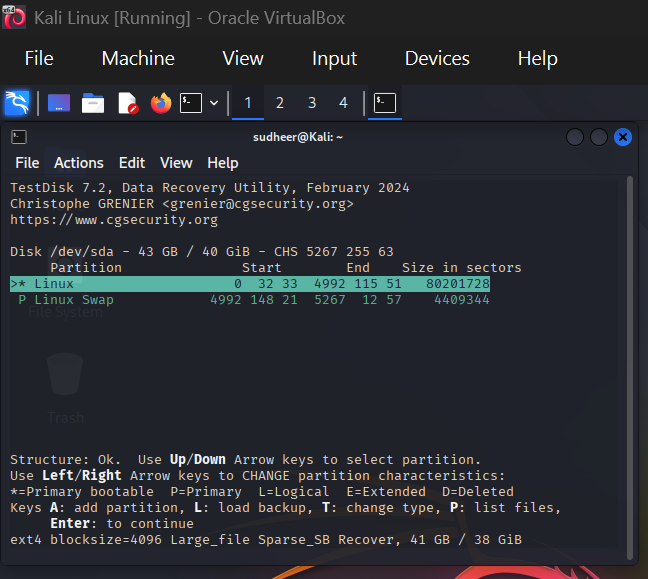 x64
Kali Linux [Running] - Oracle VirtualBox
File Machine View Input Devices Help
1 2 3 4
sudheer@Kali: ~
File Actions Edit View Help
TestDisk 7.2, Data Recovery Utility, February 2024
Christophe GRENIER <grenier@cgsecurity.org>
https://www.cgsecurity.org
Disk /dev/sda - 43 GB / 40 GiB - CHS 5267 255 63
Partition Start End Size in sectors
>* Linux 0 32 33 4992 115 51 80201728
P Linux Swap 4992 148 21 5267 12 57 4409344
File System
Trash
Structure: Ok. Use Up/Down Arrow keys to select partition.
Use Left/Right Arrow keys to CHANGE partition characteristics:
*=Primary bootable P=Primary L=Logical E=Extended D=Deleted
Keys A: add partition, L: load backup, T: change type, P: list files,
Enter: to continue
ext4 blocksize=4096 Large_file Sparse_SB Recover, 41 GB / 38 GiB